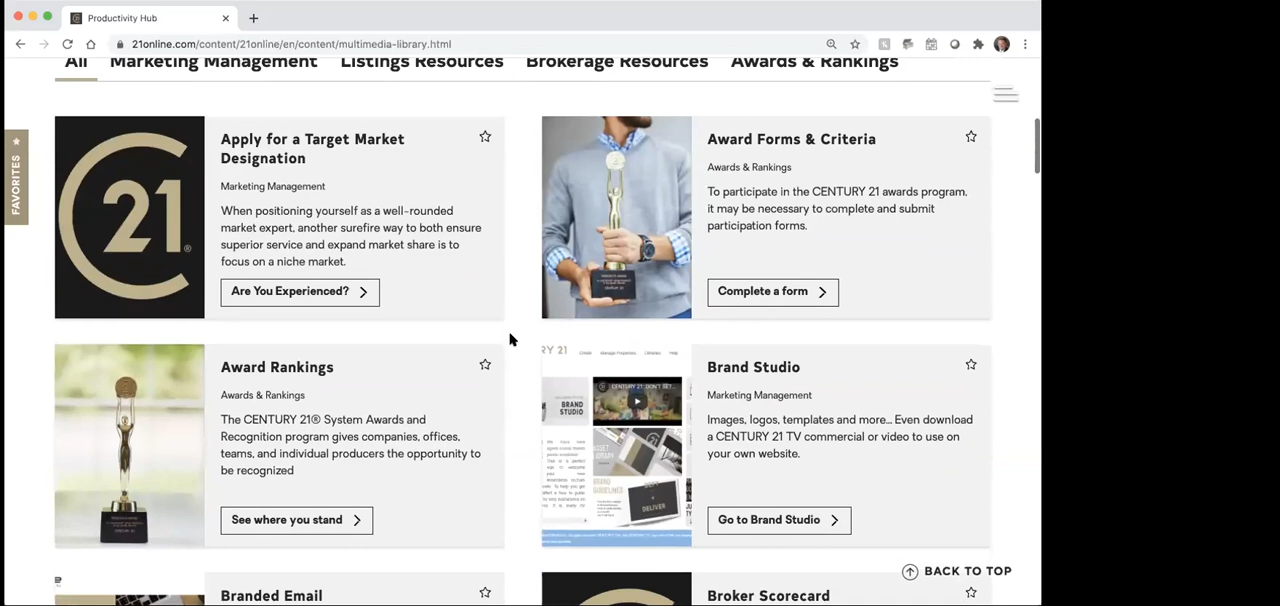 Productivity Hub
21online.com/content/21online/en/content/multimedia-library.html
All Marketing Management Listings Resources Brokerage Resources Awards & Rankings
FAVORITES
C21®
Apply for a Target Market
Designation
Marketing Management
When positioning yourself as a well-rounded
market expert, another surefire way to both ensure
superior service and expand market share is to
focus on a niche market.
Are You Experienced?
Award Forms & Criteria
Awards & Rankings
To participate in the CENTURY 21 awards program.
it may be necessary to complete and submit
participation forms.
Complete a form
Award Rankings
Awards & Rankings
The CENTURY 21® System Awards and
Recognition program gives companies, offices,
teams, and individual producers the opportunity to
be recognized
See where you stand
RY 21
BRAND
STUDIO
DELIVER
Brand Studio
Marketing Management
Images, logos, templates and more... Even download
a CENTURY 21 TV commercial or video to use on
your own website.
Go to Brand Studio
BACK TO TOP
Branded Email
Broker Scorecard